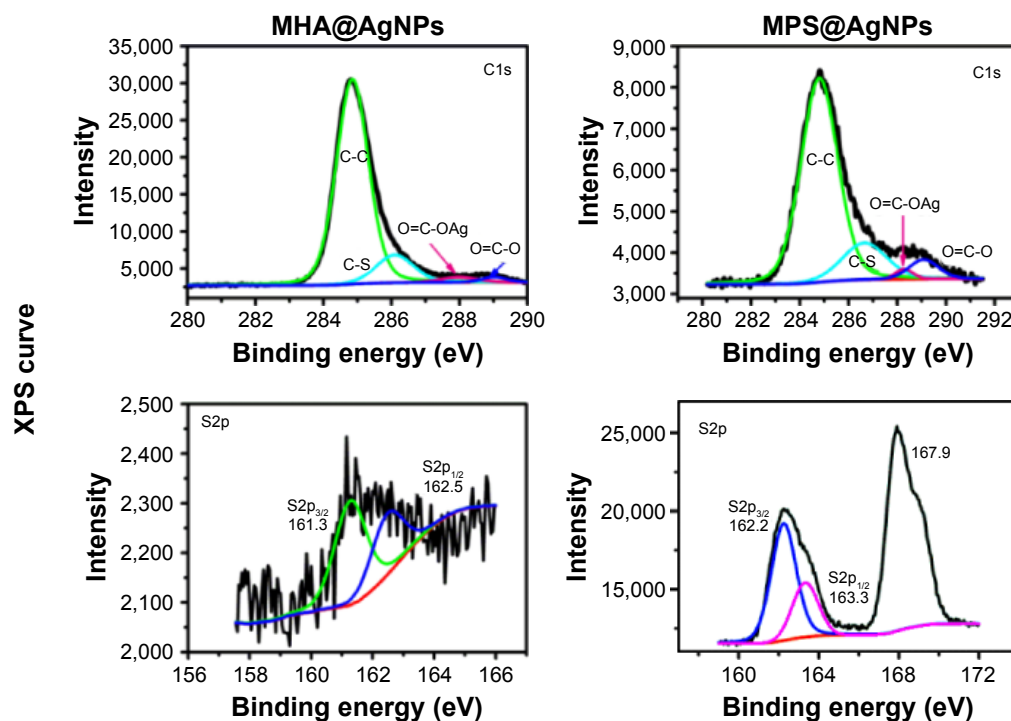 MHA@AgNPs
MPS@AgNPs
XPS curve
35,000
30,000
25,000
20,000
15,000
10,000
5,000
Intensity
C1s
C-C
C-S
O=C-OAg
O=C-O
280
282
284
286
288
290
Binding energy (eV)
9,000
8,000
7,000
6,000
5,000
4,000
3,000
Intensity
C1s
C-C
C-S
O=C-OAg
O=C-O
280
282
284
286
288
290
292
Binding energy (eV)
2,500
2,400
2,300
2,200
2,100
2,000
Intensity
S2p
S2p3/2
161.3
S2p1/2
162.5
156
158
160
162
164
166
Binding energy (eV)
25,000
20,000
15,000
Intensity
S2p
S2p3/2
162.2
S2p1/2
163.3
167.9
160
164
168
172
Binding energy (eV)